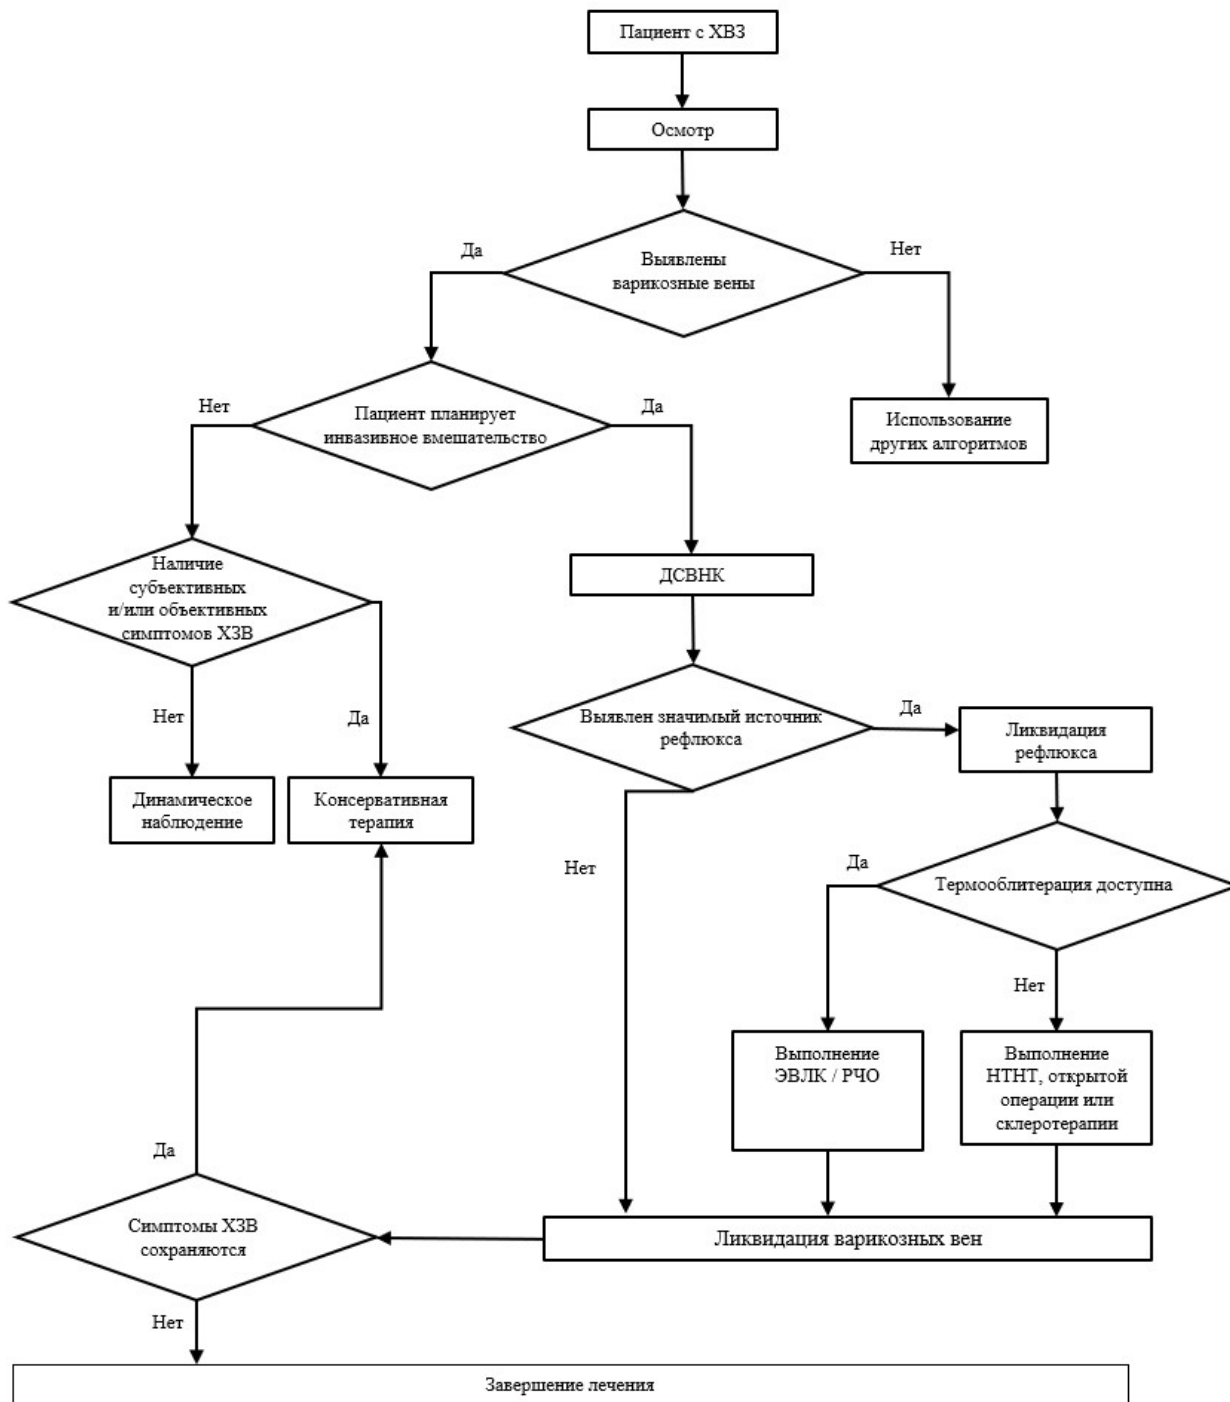 Пациент с ХВЗ
Осмотр
Да
Нет
Выявлены
варикозные вены
Нет
Да
Пациент планирует
инвазивное вмешательство
Использование
других алгоритмов
Наличие
субъективных
и/или объективных
симптомов ХЗВ
ДСВНК
Нет
Да
Выявлен значимый источник
рефлюкса
Да
Ликвидация
рефлюкса
Динамическое
наблюдение
Консервативная
терапия
Нет
Да
Термооблитерация доступна
Нет
Выполнение
ЭВЛК / РЧО
Выполнение
НТНТ, открытой
операции или
склеротерапии
Да
Симптомы ХЗВ
сохраняются
Ликвидация варикозных вен
Нет
Завершение лечения